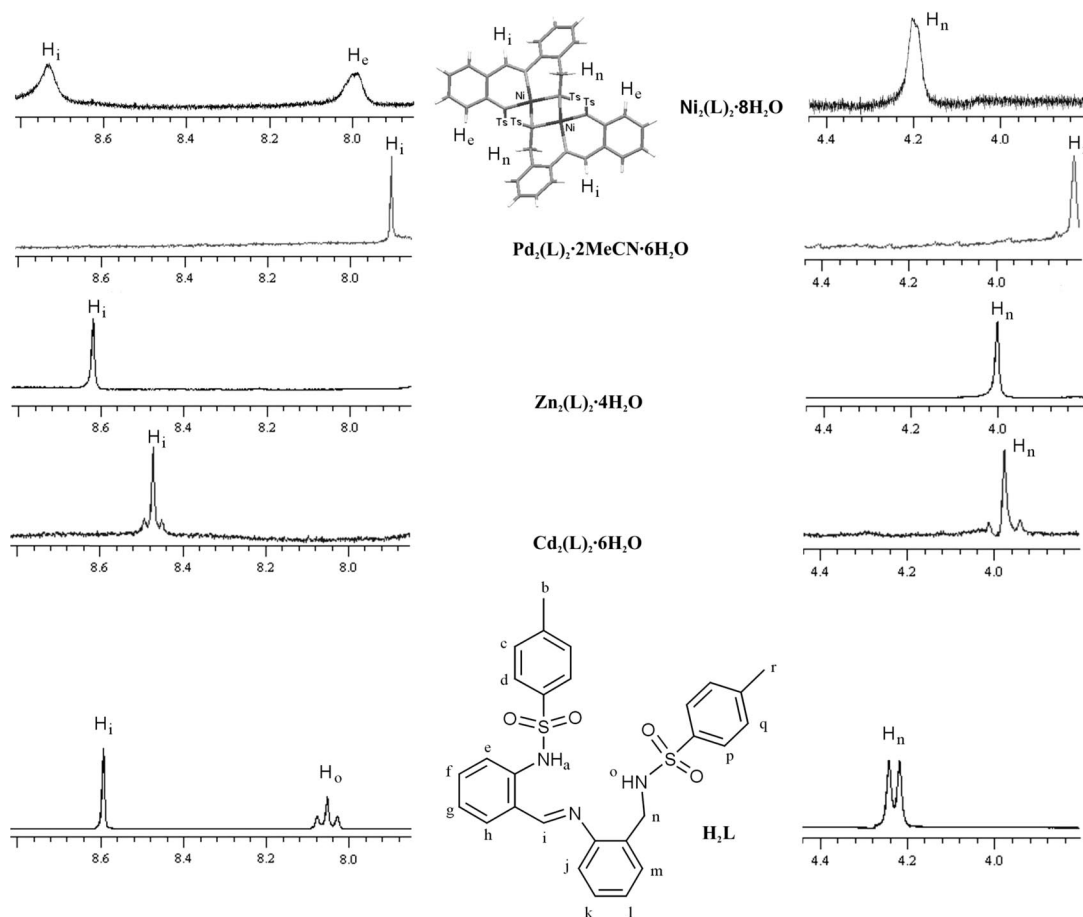 Hi
He
Hn
8.6
8.4
8.2
8.0
4.4
4.2
4.0
Hi
Hn
He
Ni
Ts
Ts
Ts
Ts
Ni
He
Hn
Hi
Ni2(L)2·8H2O
Hi
H
8.6
8.4
8.2
8.0
4.4
4.2
4.0
Pd2(L)2·2MeCN·6H2O
Hi
Hn
8.6
8.4
8.2
8.0
4.4
4.2
4.0
Zn2(L)2·4H2O
Hi
Hn
8.6
8.4
8.2
8.0
4.4
4.2
4.0
Cd2(L)2·6H2O
Hi
Ho
Hn
8.6
8.4
8.2
8.0
4.4
4.2
4.0
b
c
d
r
q
p
O
S
O
NH
a
e
f
g
h
i
N
o
HN
S
O
O
n
j
k
l
m
H2L